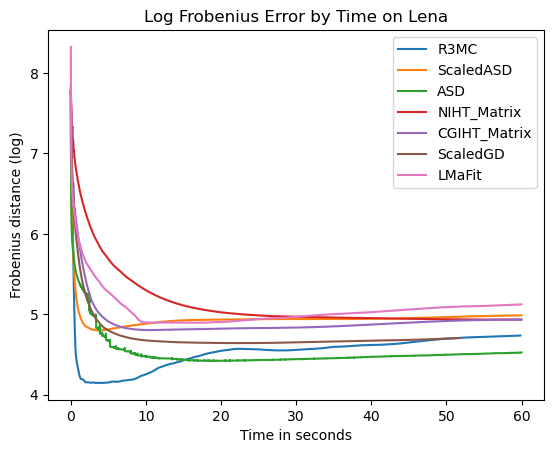 Log Frobenius Error by Time on Lena
R3MC
ScaledASD
ASD
NIHT_Matrix
CGIHT_Matrix
ScaledGD
LMaFit
Frobenius distance (log)
8
7
6
5
4
0 10 20 30 40 50 60
Time in seconds